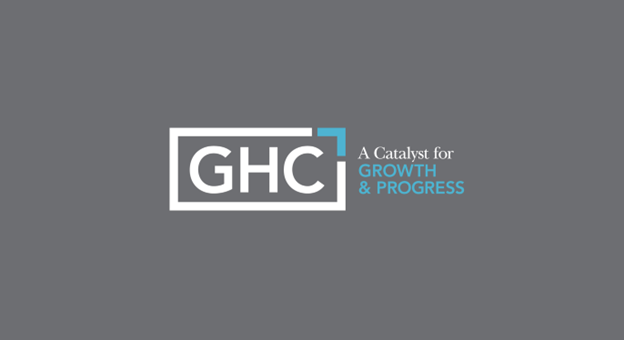 GHC
A Catalyst for
GROWTH
& PROGRESS